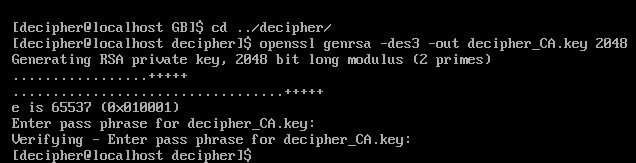 [decipher@localhost GB]$ cd ../decipher/
[decipher@localhost decipher]$ openssl genrsa -des3 -out decipher_CA.key 2048
Generating RSA private key, 2048 bit long modulus (2 primes)
.................+++++
..................................+++++
e is 65537 (0x010001)
Enter pass phrase for decipher_CA.key:
Verifying - Enter pass phrase for decipher_CA.key:
[decipher@localhost decipher]$